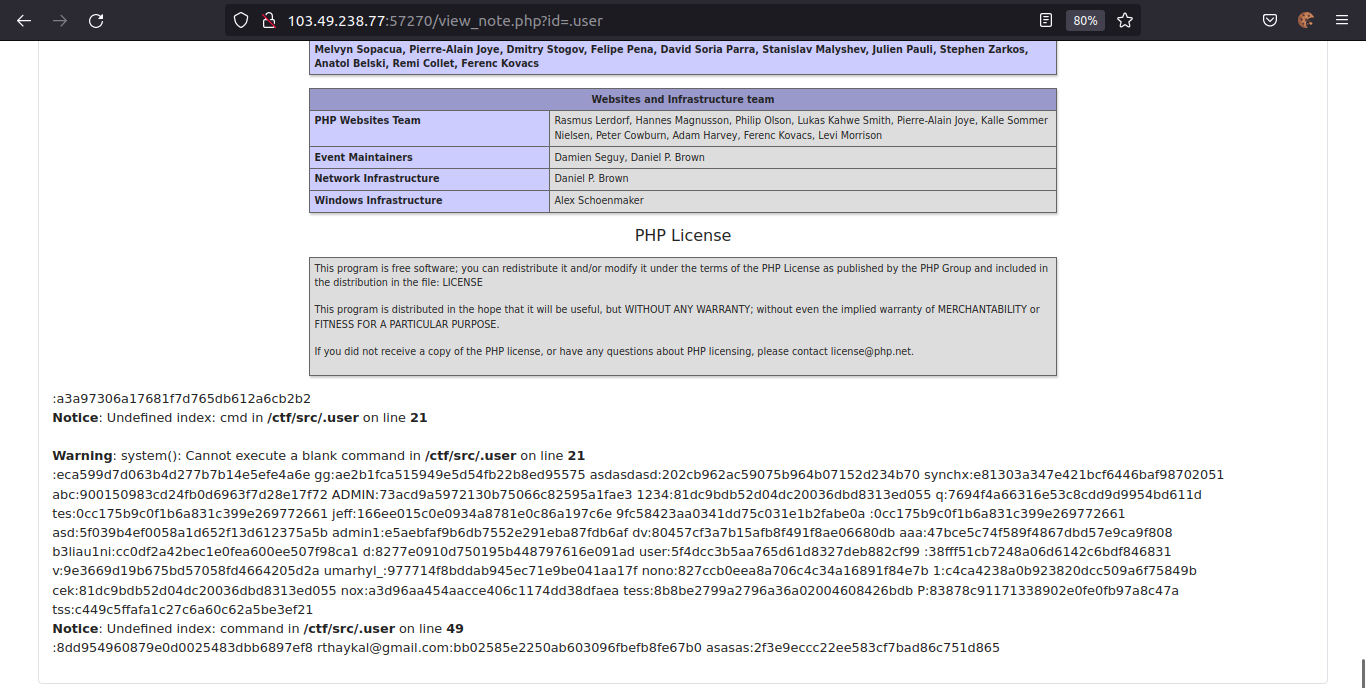 103.49.238.77:57270/view_note.php?id=.user
80%
Melvyn Sopacua, Pierre-Alain Joye, Dmitry Stogov, Felipe Pena, David Soria Parra, Stanislav Malyshev, Julien Pauli, Stephen Zarkos,
Anatol Belski, Remi Collet, Ferenc Kovacs
Websites and Infrastructure team
PHP Websites Team
Rasmus Lerdorf, Hannes Magnusson, Philip Olson, Lukas Kahwe Smith, Pierre-Alain Joye, Kalle Sommer
Nielsen, Peter Cowburn, Adam Harvey, Ferenc Kovacs, Levi Morrison
Event Maintainers
Damien Seguy, Daniel P. Brown
Network Infrastructure
Daniel P. Brown
Windows Infrastructure
Alex Schoenmaker
PHP License
This program is free software; you can redistribute it and/or modify it under the terms of the PHP License as published by the PHP Group and included in
the distribution in the file: LICENSE
This program is distributed in the hope that it will be useful, but WITHOUT ANY WARRANTY; without even the implied warranty of MERCHANTABILITY or
FITNESS FOR A PARTICULAR PURPOSE.
If you did not receive a copy of the PHP license, or have any questions about PHP licensing, please contact license@php.net.
:a3a97306a17681f7d765db612a6cb2b2
Notice: Undefined index: cmd in /ctf/src/.user on line 21
Warning: system(): Cannot execute a blank command in /ctf/src/.user on line 21
:eca599d7d063b4d277b7b14e5efe4a6e gg:ae2b1fca515949e5d54fb22b8ed95575 asdasdasd:202cb962ac59075b964b07152d234b70 synchx:e81303a347e421bcf6446baf98702051
abc:900150983cd24fb0d6963f7d28e17f72 ADMIN:73acd9a5972130b75066c82595a1fae3 1234:81dc9bdb52d04dc20036dbd8313ed055 q:7694f4a66316e53c8cdd9d9954bd611d
tes:0cc175b9c0f1b6a831c399e269772661 jeff:166ee015c0e0934a8781e0c86a197c6e 9fc58423aa0341dd75c031e1b2fabe0a :0cc175b9c0f1b6a831c399e269772661
asd:5f039b4ef0058a1d652f13d612375a5b admin1:e5aebfaf9b6db7552e291eba87fdb6af dv:80457cf3a7b15afb8f491f8ae06680db aaa:47bce5c74f589f4867dbd57e9ca9f808
b3liau1ni:cc0df2a42bec1e0fea600ee507f98ca1 d:8277e0910d750195b448797616e091ad user:5f4dcc3b5aa765d61d8327deb882cf99 :38fff51cb7248a06d6142c6bdf846831
v:9e3669d19b675bd57058fd4664205d2a umarhyl_:977714f8bddab945ec71e9be041aa17f nono:827ccb0eea8a706c4c34a16891f84e7b 1:c4ca4238a0b923820dcc509a6f75849b
cek:81dc9bdb52d04dc20036dbd8313ed055 nox:a3d96aa454aacce406c1174dd38dfaea tess:8b8be2799a2796a36a02004608426bdb P:83878c91171338902e0fe0fb97a8c47a
tss:c449c5ffafa1c27c6a60c62a5be3ef21
Notice: Undefined index: command in /ctf/src/.user on line 49
:8dd954960879e0d0025483dbb6897ef8 rthaykal@gmail.com:bb02585e2250ab603096fbefb8fe67b0 asasas:2f3e9eccc22ee583cf7bad86c751d865